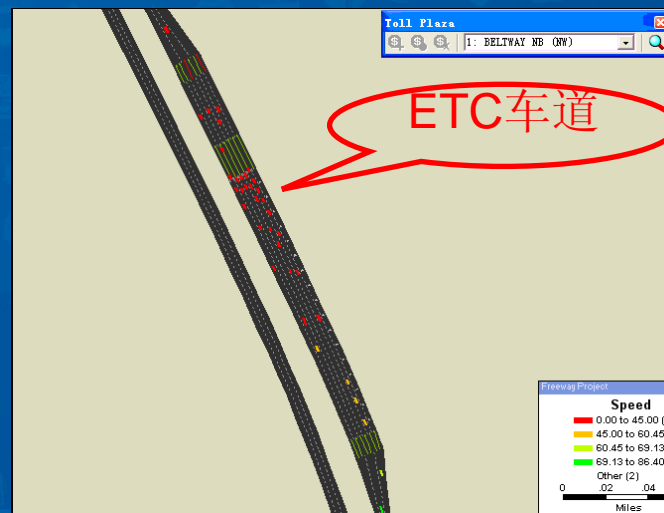 Toll Plaza
1: BELTWAY NB (NW)
ETC车道
Freeway Project
Speed
0.00 to 45.00 (
45.00 to 60.45
60.45 to 69.13
69.13 to 86.40
Other (2)
0 .02 .04
Miles